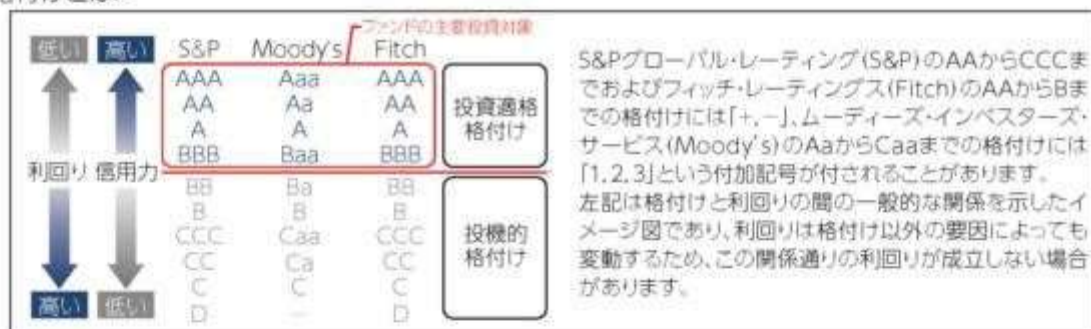 ファンドの主要投資対象
低い 高い S&P Moody's Fitch
AAA Aaa AAA
AA Aa AA
A A A
BBB Baa BBB
投資適格
格付け
利回り 信用力
BB Ba BB
B B B
CCC Caa CCC
CC Ca CC
C C C
D - D
投機的
格付け
高い 低い
S&Pグローバル・レーティング(S&P)のAAからCCCま
でおよびフィッチ・レーティングス(Fitch)のAAからBま
での格付けには「+、-」、ムーディーズ・インベスターズ・
サービス(Moody's)のAaからCaaまでの格付けには
「1、2、3」という付加記号が付されることがあります。
左記は格付けと利回りの間の一般的な関係を示したイ
メージ図であり、利回りは格付け以外の要因によっても
変動するため、この関係通りの利回りが成立しない場合
があります。